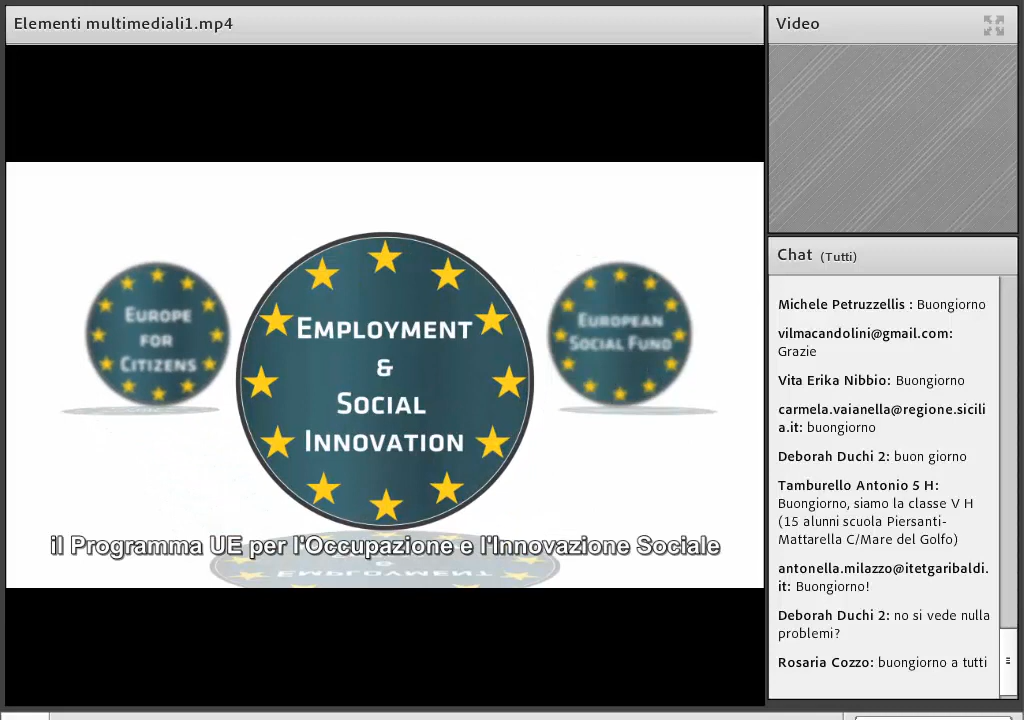 Elementi multimediali1.mp4
EUROPE
FOR
CITIZENS
EMPLOYMENT
&
SOCIAL
INNOVATION
EUROPEAN
SOCIAL FUND
il Programma UE per l'Occupazione e l'Innovazione Sociale
&
EMPLOYMENT
Video
Chat (Tutti)
Michele Petruzzellis : Buongiorno
vilmacandolini@gmail.com:
Grazie
Vita Erika Nibbio: Buongiorno
carmela.vaianella@regione.sicili
a.it: buongiorno
Deborah Duchi 2: buon giorno
Tamburello Antonio 5 H:
Buongiorno, siamo la classe V H
(15 alunni scuola Piersanti-
Mattarella C/Mare del Golfo)
antonella.milazzo@itetgaribaldi.
it: Buongiorno!
Deborah Duchi 2: no si vede nulla
problemi?
Rosaria Cozzo: buongiorno a tutti